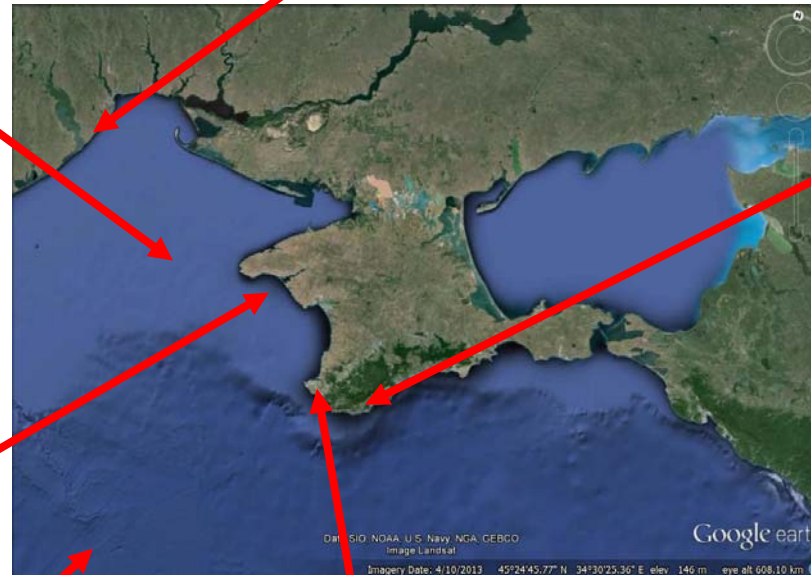 N
Data SIO, NOAA, U.S. Navy, NGA, GEBCO
Image Landsat
Google eart
Imagery Date: 4/10/2013 45°24'45.77" N 34°30'25.36" E elev 146 m eye alt 608.10 km